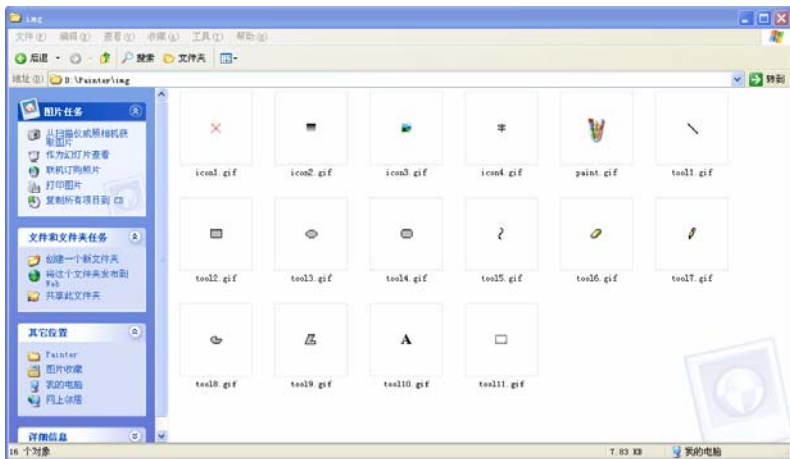 img
文件(F) 编辑(E) 查看(V) 收藏(A) 工具(T) 帮助(H)
后退 搜索 文件夹
地址(D) D:\Painter\img 转到
图片任务
从扫描仪或照相机获
取图片
作为幻灯片查看
联机订购照片
打印图片
复制所有项目到 CD
文件和文件夹任务
创建一个新文件夹
将这个文件夹发布到
Web
共享此文件夹
其它位置
Painter
图片收藏
我的电脑
网上邻居
详细信息
icon1.gif icon2.gif icon3.gif icon4.gif paint.gif tool1.gif
tool2.gif tool3.gif tool4.gif tool5.gif tool6.gif tool7.gif
A
tool8.gif tool9.gif tool10.gif tool11.gif
16 个对象 7.83 KB 我的电脑